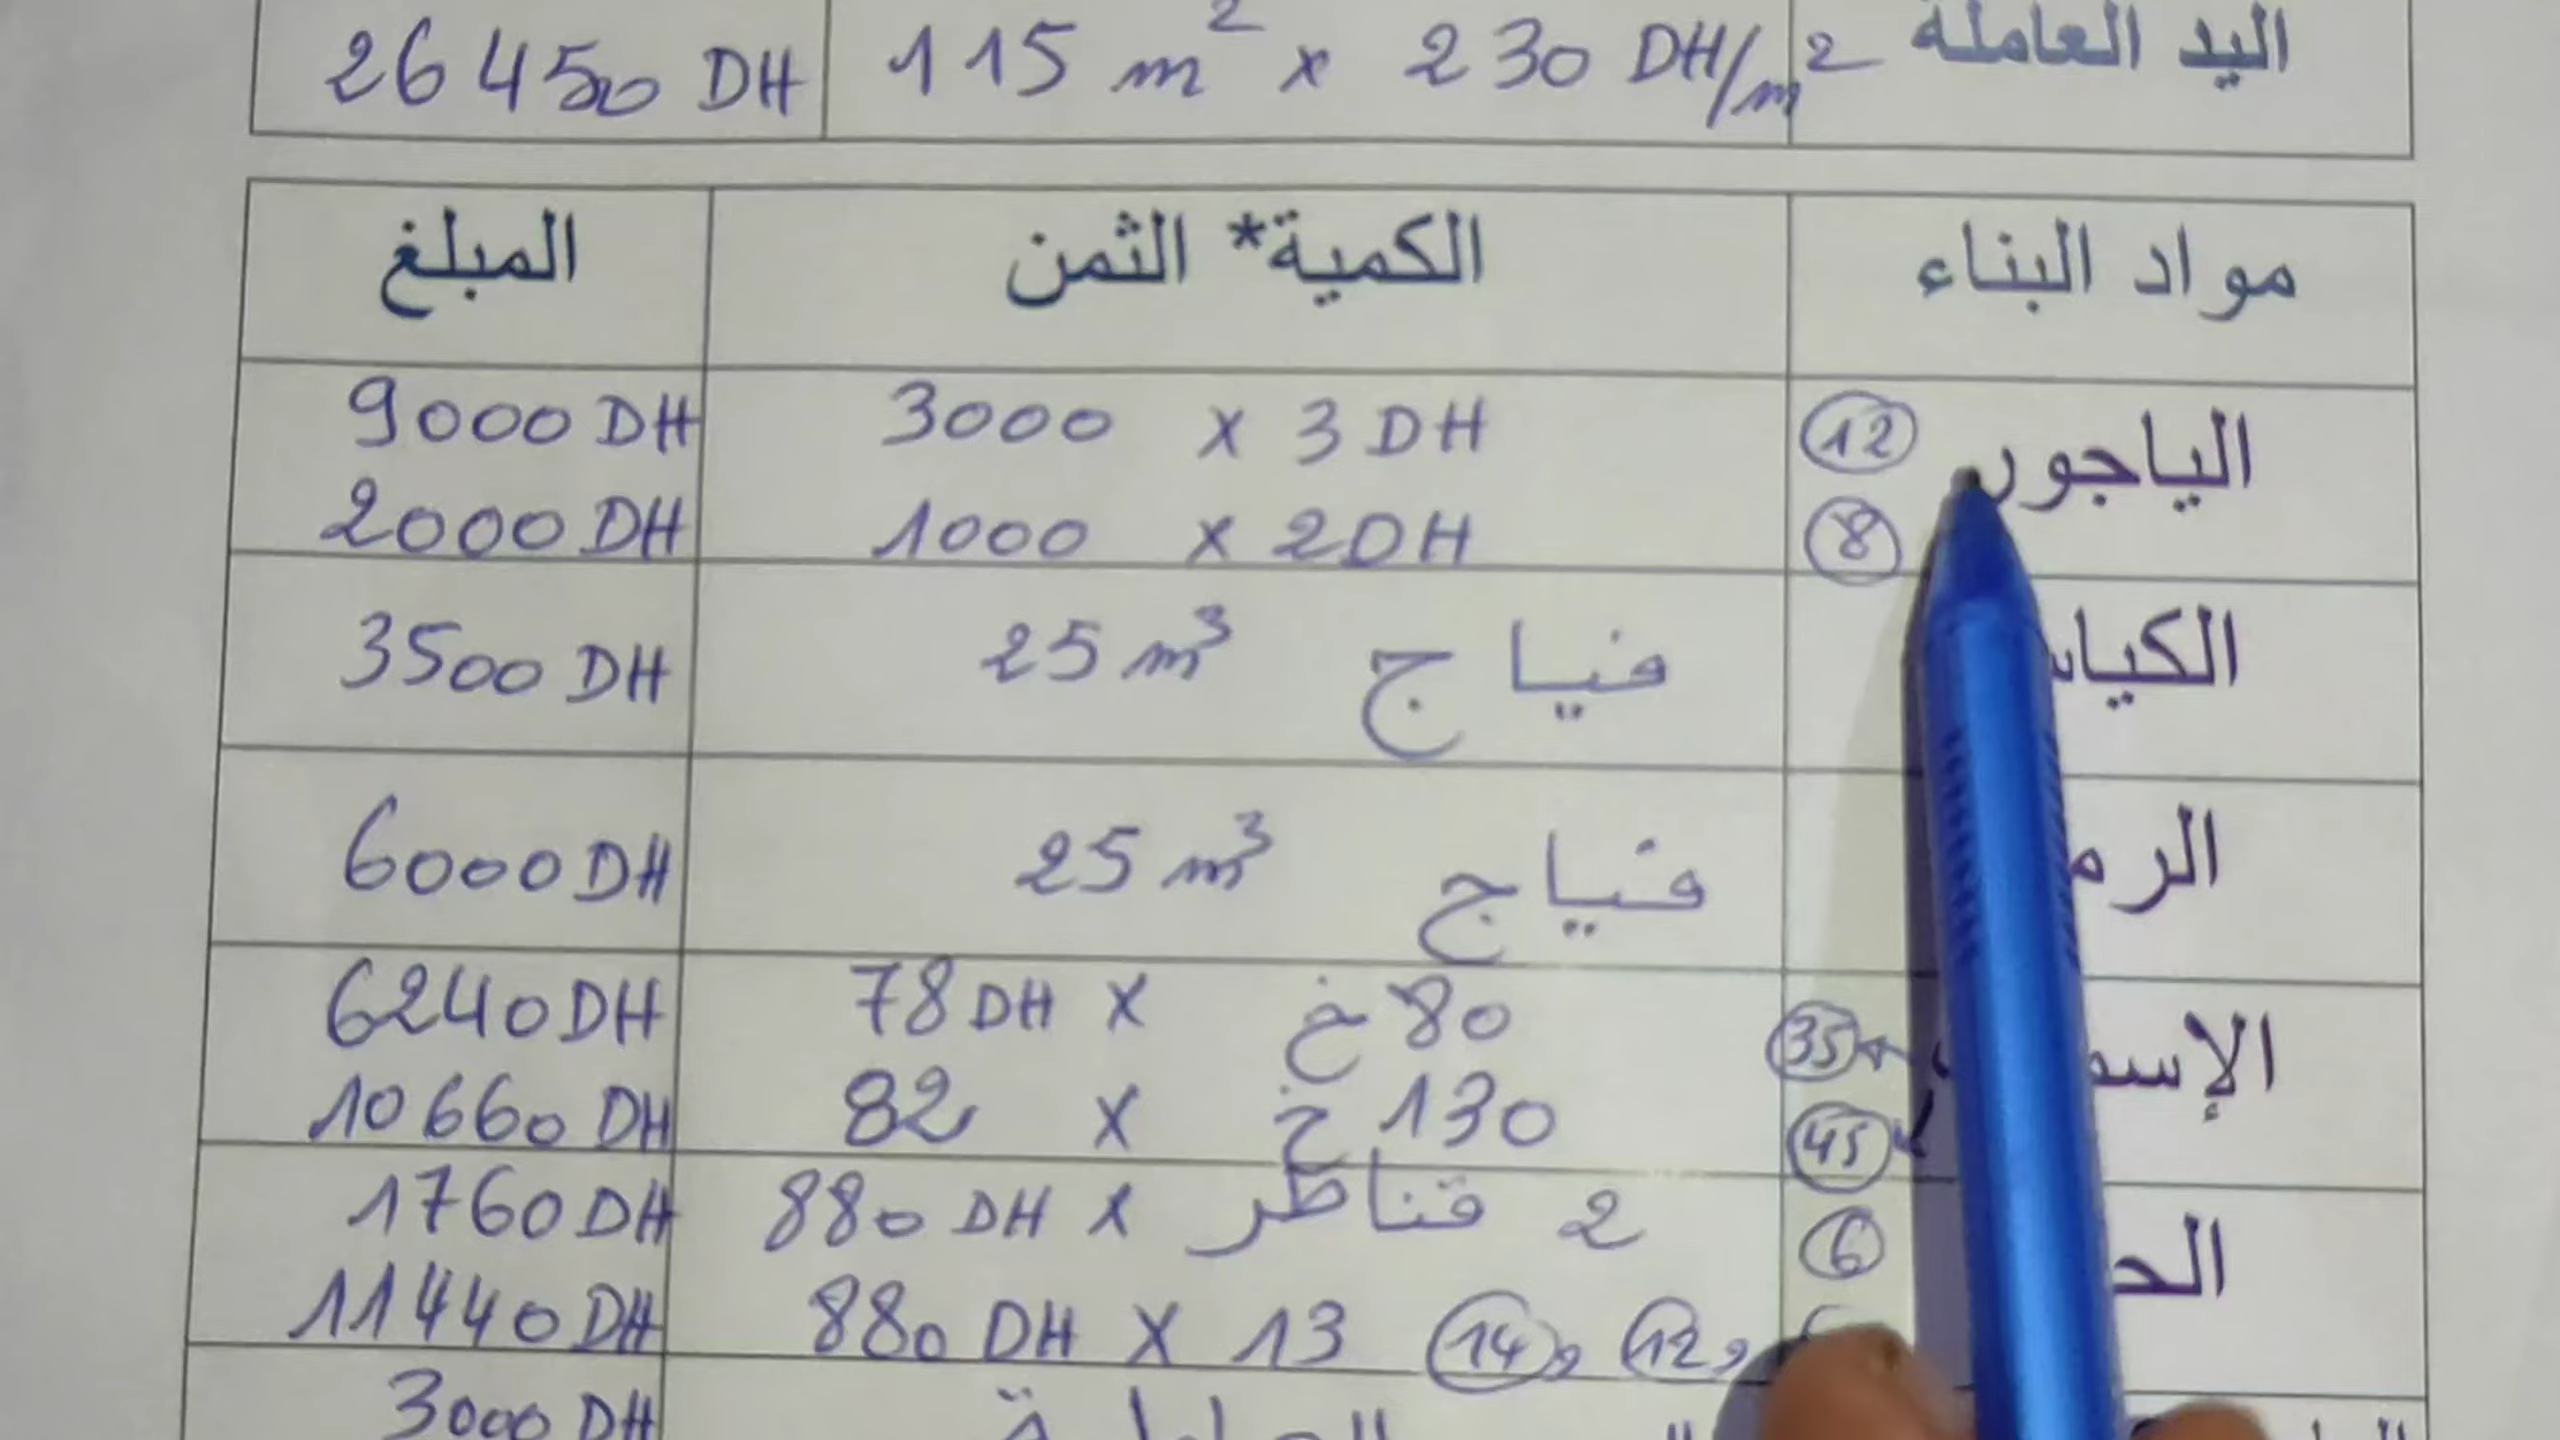 اليد العاملة 115 m² x 230 DH/m² 26450 DH
مواد البناء الكمية* الثمن المبلغ
الياجور 12 3000 x 3 DH 9000 DH
8 1000 x 2DH 2000 DH
فياج 25 m³ 3500 DH
فياج 25 m³ 6000 DH
35 80 خ x 78 DH 6240 DH
45 130 خ x 82 10660 DH
6 2 قناطر x 880 DH 1760 DH
12, 14, 13 x 880 DH 11440 DH
3000 DH